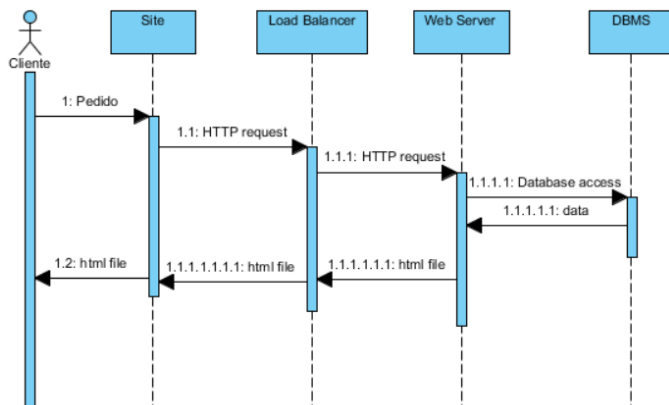 Site
Load Balancer
Web Server
DBMS
Cliente
1: Pedido
1.1: HTTP request
1.1.1: HTTP request
1.1.1.1: Database access
1.1.1.1.1: data
1.2: html file
1.1.1.1.1.1.1: html file
1.1.1.1.1.1: html file